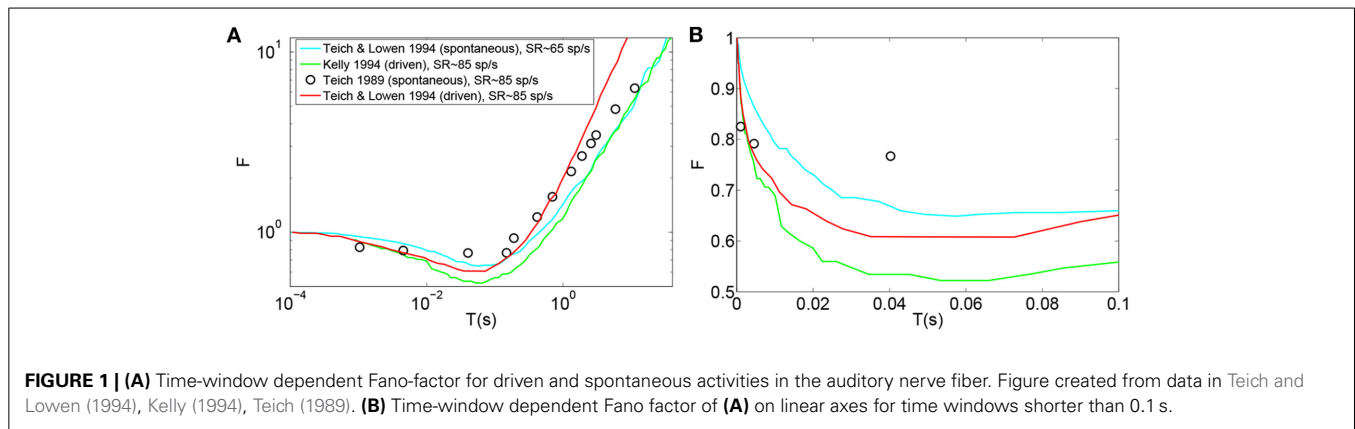 A
10^1
10^0
F
10^-4
10^-2
10^0
T(s)
Teich & Lowen 1994 (spontaneous), SR~65 sp/s
Kelly 1994 (driven), SR~85 sp/s
Teich 1989 (spontaneous), SR~85 sp/s
Teich & Lowen 1994 (driven), SR~85 sp/s
B
1
0.9
0.8
0.7
0.6
0.5
F
0
0.02
0.04
0.06
0.08
0.1
T(s)
FIGURE 1 | (A) Time-window dependent Fano-factor for driven and spontaneous activities in the auditory nerve fiber. Figure created from data in Teich and
Lowen (1994), Kelly (1994), Teich (1989). (B) Time-window dependent Fano factor of (A) on linear axes for time windows shorter than 0.1 s.